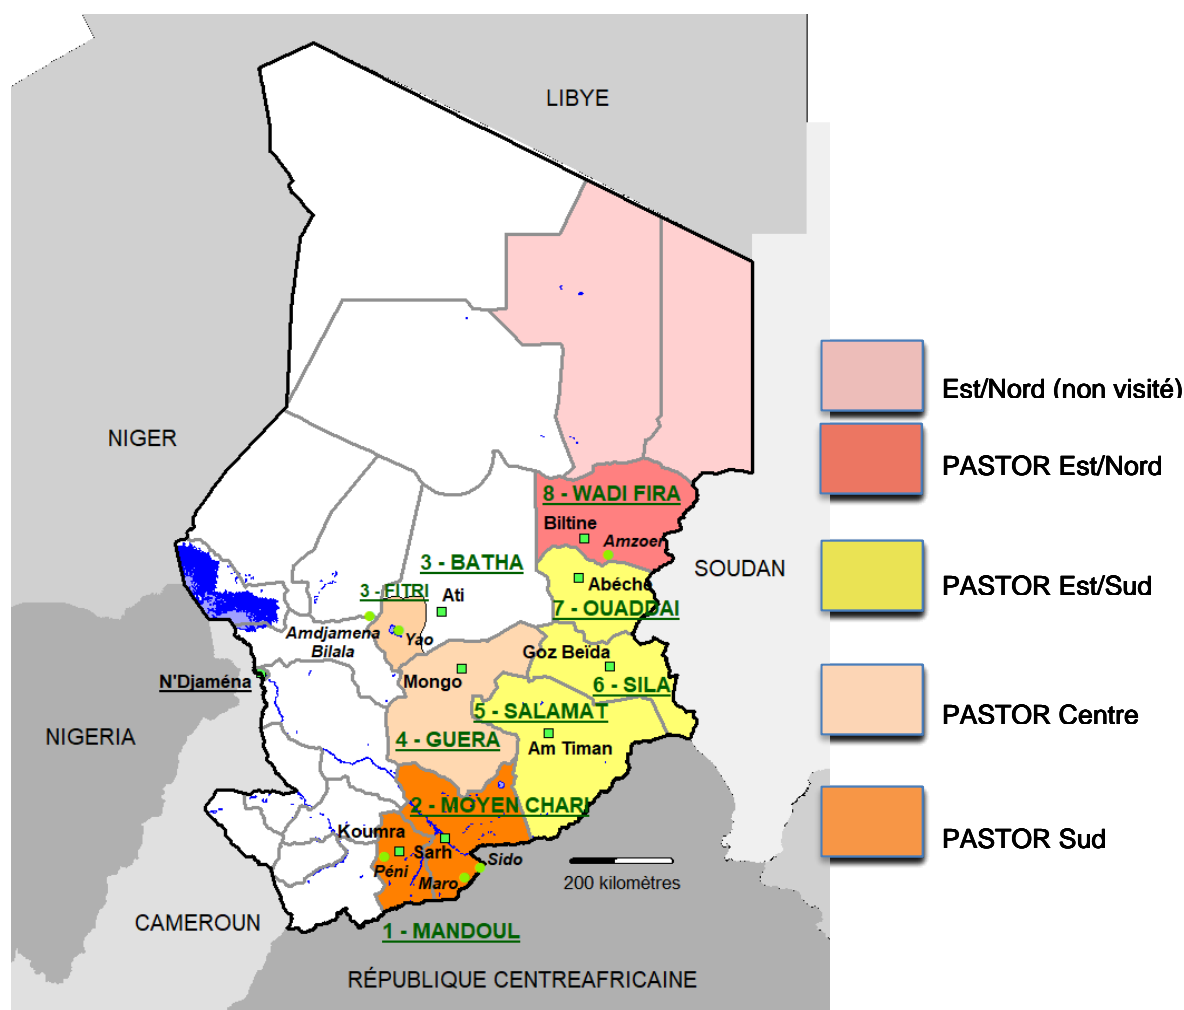 LIBYE
NIGER
Est/Nord (non visité)
PASTOR Est/Nord
8 - WADI FIRA
Biltine
Amzoer
3 - BATHA
SOUDAN
Abéché
PASTOR Est/Sud
3 - FITRI
Ati
7 - OUADDAI
Amdjamena
Bilala
Yao
Goz Beïda
N'Djaména
Mongo
6 - SILA
5 - SALAMAT
PASTOR Centre
NIGERIA
4 - GUERA
Am Timan
2 - MOYEN CHARI
Koumra
PASTOR Sud
Sarh
Sido
Péni
Maro
200 kilomètres
CAMEROUN
1 - MANDOUL
RÉPUBLIQUE CENTREAFRICAINE